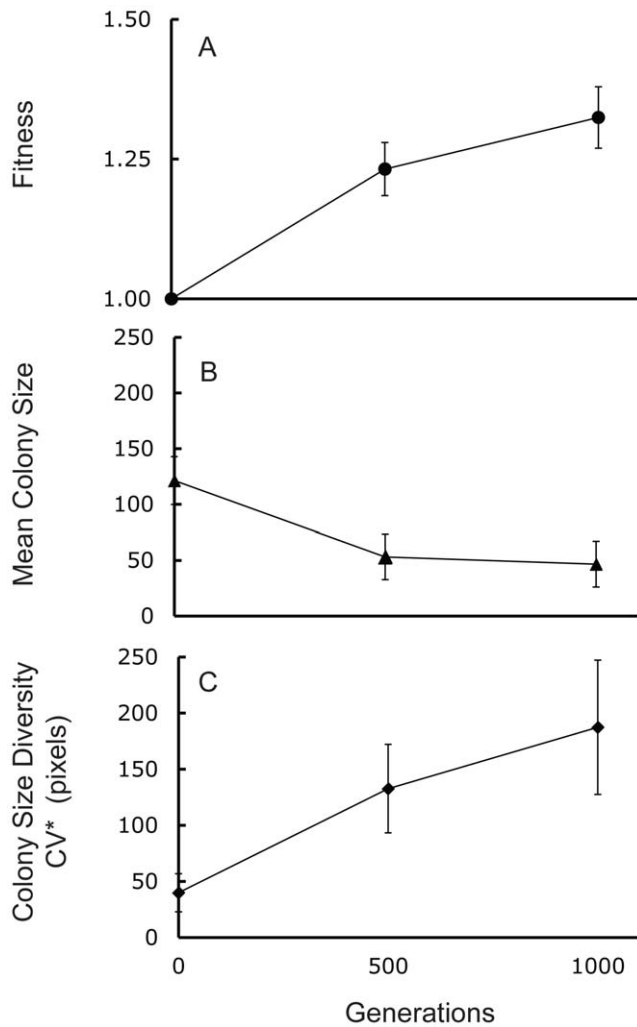 A
Fitness
1.50
1.25
1.00
B
Mean Colony Size
250
200
150
100
50
0
C
Colony Size Diversity
CV* (pixels)
250
200
150
100
50
0
0 500 1000
Generations